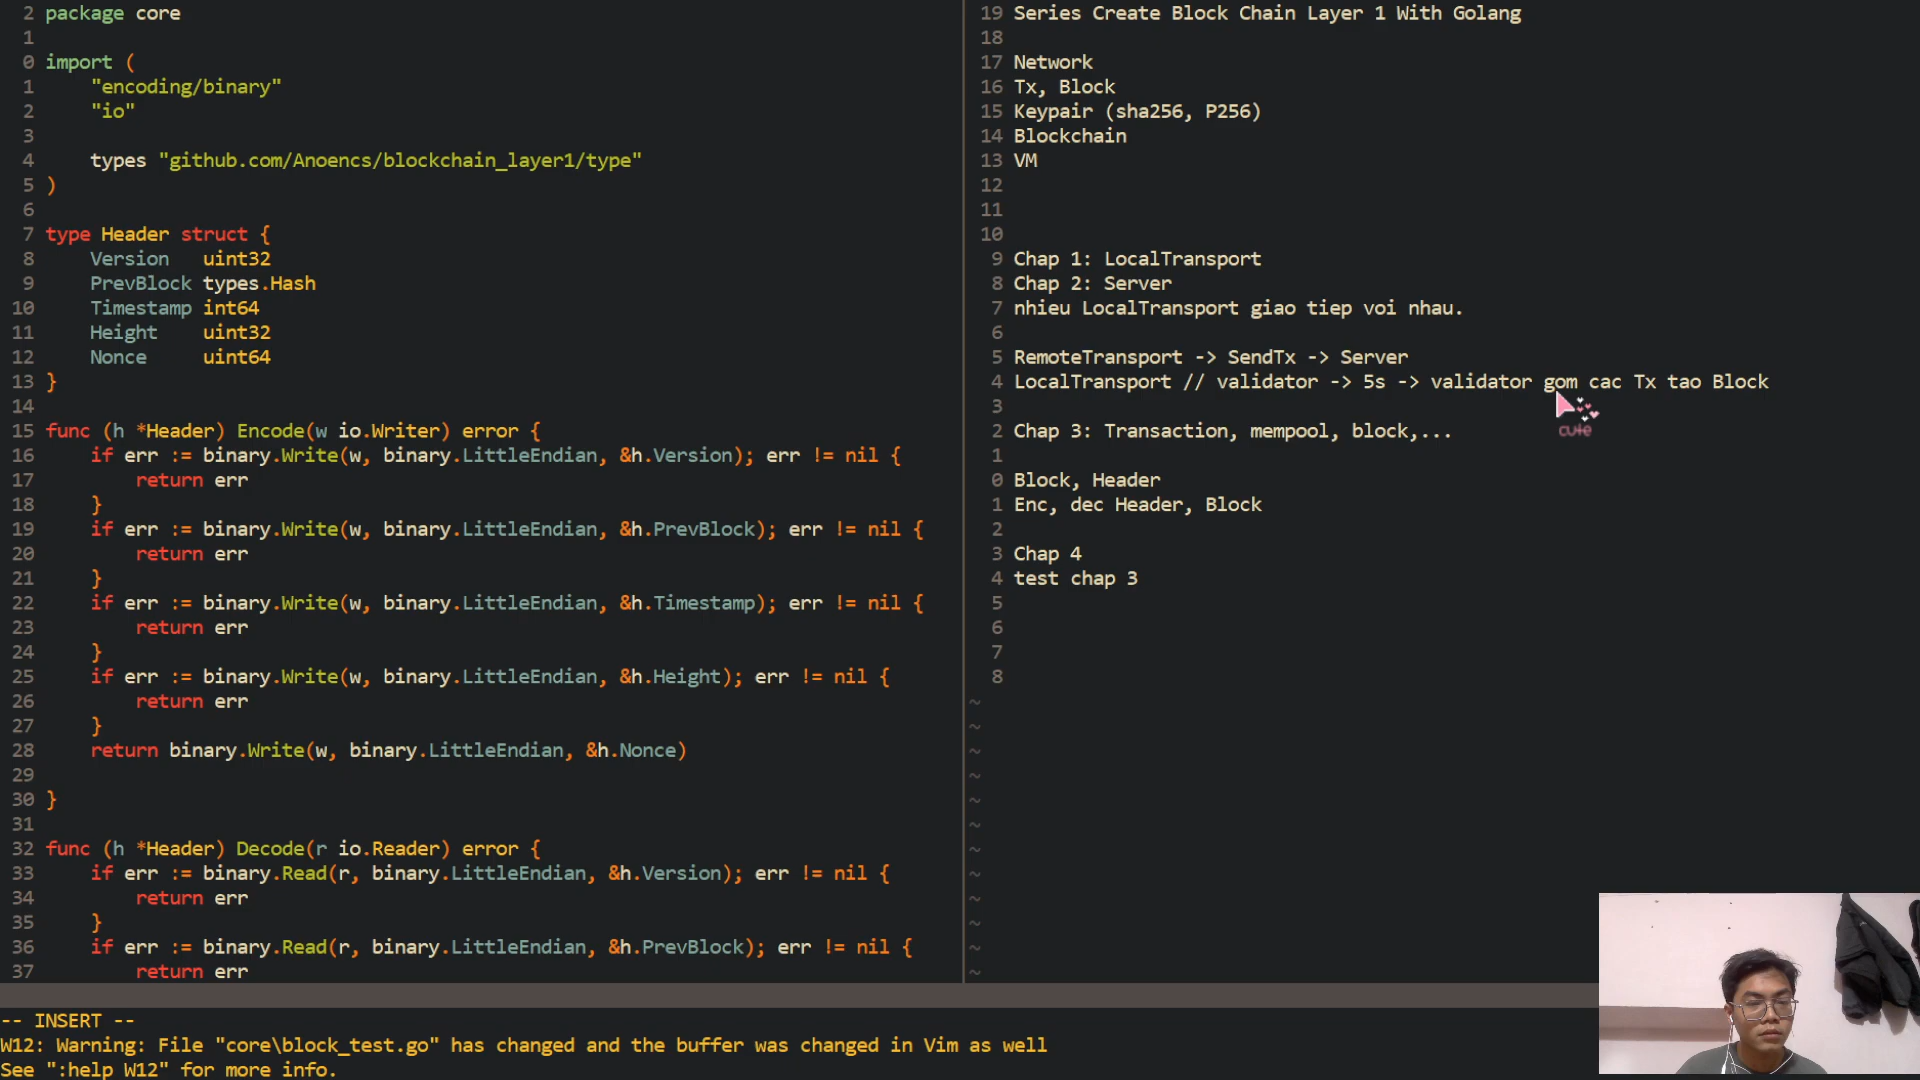 2 package core
1
0 import (
1 "encoding/binary"
2 "io"
3
4 types "github.com/Anoencs/blockchain_layer1/type"
5 )
6
7 type Header struct {
8 Version uint32
9 PrevBlock types.Hash
10 Timestamp int64
11 Height uint32
12 Nonce uint64
13 }
14
15 func (h *Header) Encode(w io.Writer) error {
16 if err := binary.Write(w, binary.LittleEndian, &h.Version); err != nil {
17 return err
18 }
19 if err := binary.Write(w, binary.LittleEndian, &h.PrevBlock); err != nil {
20 return err
21 }
22 if err := binary.Write(w, binary.LittleEndian, &h.Timestamp); err != nil {
23 return err
24 }
25 if err := binary.Write(w, binary.LittleEndian, &h.Height); err != nil {
26 return err
27 }
28 return binary.Write(w, binary.LittleEndian, &h.Nonce)
29
30 }
31
32 func (h *Header) Decode(r io.Reader) error {
33 if err := binary.Read(r, binary.LittleEndian, &h.Version); err != nil {
34 return err
35 }
36 if err := binary.Read(r, binary.LittleEndian, &h.PrevBlock); err != nil {
37 return err
19 Series Create Block Chain Layer 1 With Golang
18
17 Network
16 Tx, Block
15 Keypair (sha256, P256)
14 Blockchain
13 VM
12
11
10
9 Chap 1: LocalTransport
8 Chap 2: Server
7 nhieu LocalTransport giao tiep voi nhau.
6
5 RemoteTransport -> SendTx -> Server
4 LocalTransport // validator -> 5s -> validator gom cac Tx tao Block
3
2 Chap 3: Transaction, mempool, block,...
1
0 Block, Header
1 Enc, dec Header, Block
2
3 Chap 4
4 test chap 3
5
6
7
8
~
~
~
~
~
~
~
~
~
~
~
~
cute
-- INSERT --
W12: Warning: File "core\block_test.go" has changed and the buffer was changed in Vim as well
See ":help W12" for more info.